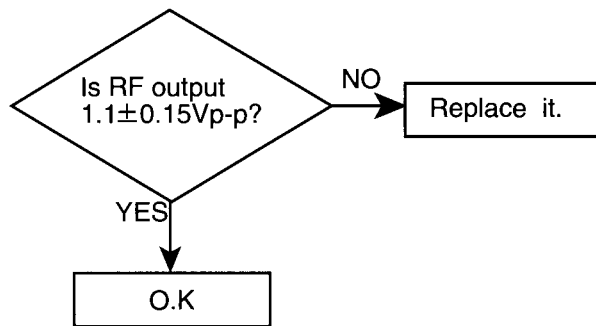 Is RF output
1.1±0.15Vp-p?
NO
Replace it.
YES
O.K